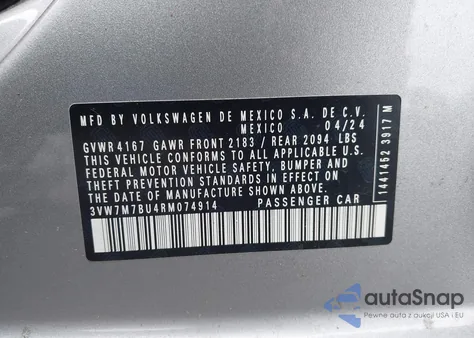 MFD BY VOLKSWAGEN DE MEXICO S.A. DE C.V.
MEXICO 04/24
GVWR 4167 GAWR FRONT 2183 / REAR 2094 LBS
THIS VEHICLE CONFORMS TO ALL APPLICABLE U.S.
FEDERAL MOTOR VEHICLE SAFETY, BUMPER,
AND THEFT PREVENTION STANDARDS IN EFFECT ON
THE DATE OF MANUFACTURE SHOWN ABOVE.
3VW7M7BU4RM074914 PASSENGER CAR
1441452 3917 M
autoSnap
Pewne auto z aukcji USA i EU